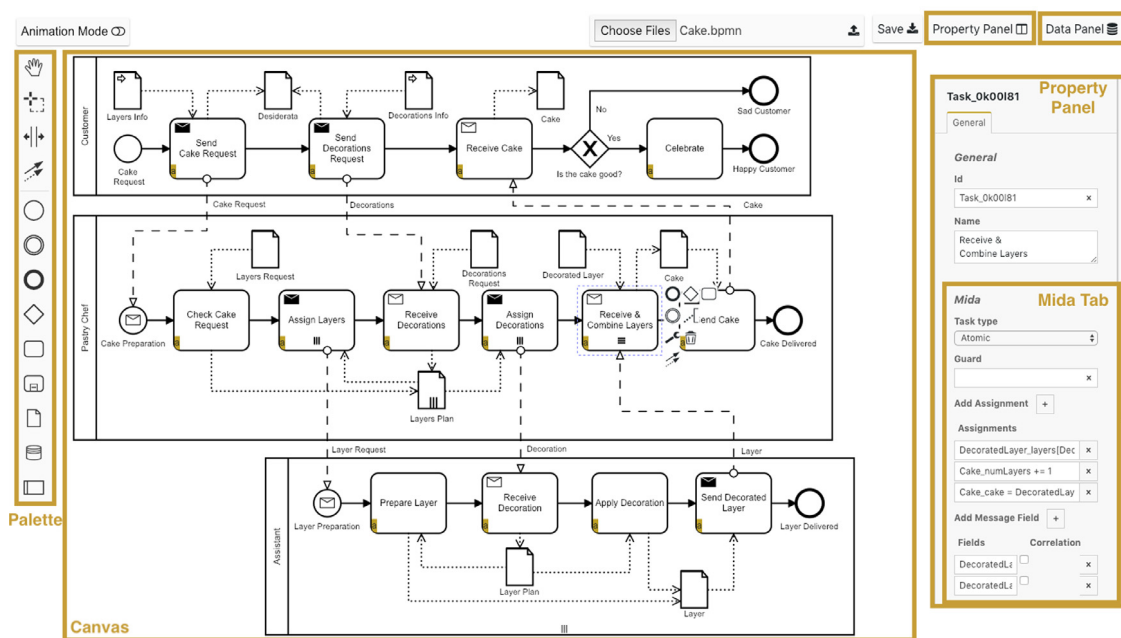 Animation Mode
Choose Files Cake.bpmn
Save
Property Panel
Data Panel
Customer
Layers Info
Desiderata
Decorations Info
Cake
No
Sad Customer
Cake
Request
Send
Cake Request
Send
Decorations
Request
Receive Cake
Yes
Is the cake good?
Celebrate
Happy Customer
Cake Request
Decorations
Cake
Pastry Chef
Layers Request
Decorations
Request
Decorated Layer
Cake
Cake Preparation
Check Cake
Request
Assign Layers
Receive
Decorations
Assign
Decorations
Receive &
Combine Layers
end Cake
Cake Delivered
Layers Plan
Layer Request
Decoration
Layer
Assistant
Layer Preparation
Prepare Layer
Receive
Decoration
Apply Decoration
Send Decorated
Layer
Layer Delivered
Layer Plan
Layer
Palette
Canvas
Task_0k00l81
Property
Panel
General
General
Id
Task_0k00l81
Name
Receive &
Combine Layers
Mida
Mida Tab
Task type
Atomic
Guard
Add Assignment +
Assignments
DecoratedLayer_layers[Dec
Cake_numLayers += 1
Cake_cake = DecoratedLay
Add Message Field +
Fields Correlation
DecoratedLa
DecoratedLa